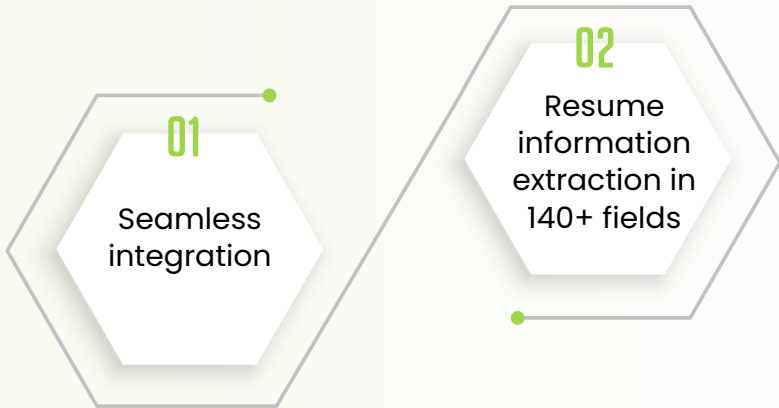 01
Seamless
integration
02
Resume
information
extraction in
140+ fields